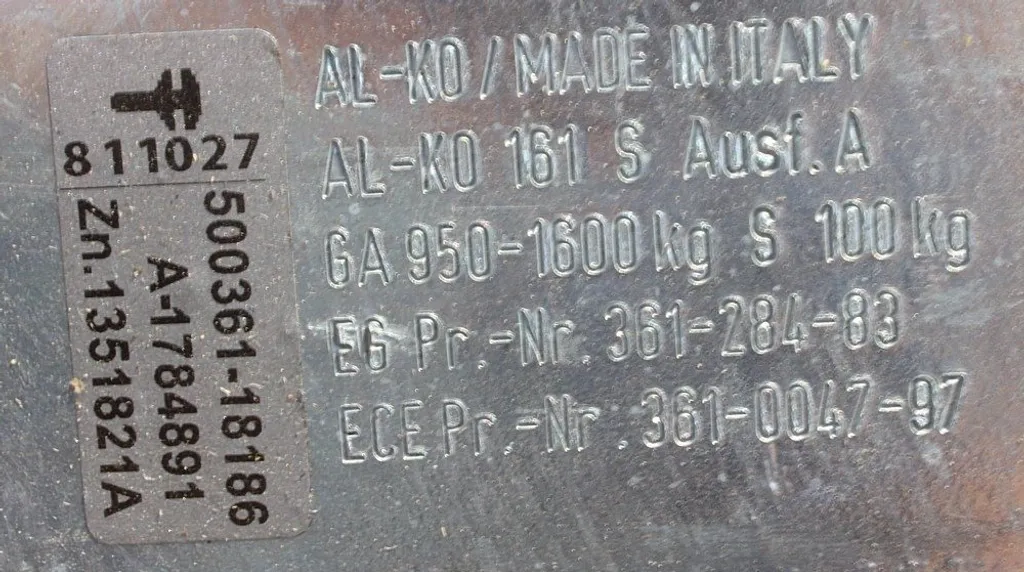 811027
500361-18186
A-1784891
Zn.1351821A
AL-KO / MADE IN ITALY
AL-KO 161 S Ausf. A
GA 950-1600 kg S 100 kg
EG Pr.-Nr. 361-284-83
ECE Pr.-Nr. 361-0047-97